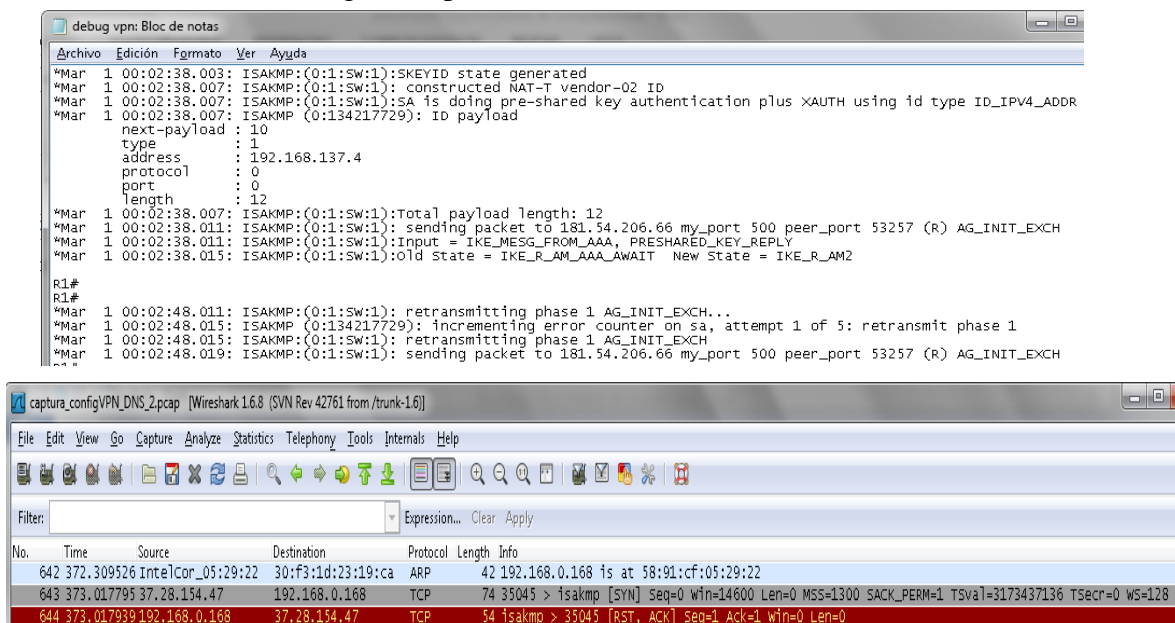 debug vpn: Bloc de notas
Archivo Edición Formato Ver Ayuda
*Mar 1 00:02:38.003: ISAKMP:(0:1:SW:1):SKEYID state generated
*Mar 1 00:02:38.007: ISAKMP:(0:1:SW:1): constructed NAT-T vendor-02 ID
*Mar 1 00:02:38.007: ISAKMP:(0:1:SW:1):SA is doing pre-shared key authentication plus XAUTH using id type ID_IPV4_ADDR
*Mar 1 00:02:38.007: ISAKMP (0:134217729): ID payload
next-payload : 10
type : 1
address : 192.168.137.4
protocol : 0
port : 0
length : 12
*Mar 1 00:02:38.007: ISAKMP:(0:1:SW:1):Total payload length: 12
*Mar 1 00:02:38.011: ISAKMP:(0:1:SW:1): sending packet to 181.54.206.66 my_port 500 peer_port 53257 (R) AG_INIT_EXCH
*Mar 1 00:02:38.011: ISAKMP:(0:1:SW:1):Input = IKE_MESG_FROM_AAA, PRESHARED_KEY_REPLY
*Mar 1 00:02:38.015: ISAKMP:(0:1:SW:1):Old State = IKE_R_AM_AAA_AWAIT New State = IKE_R_AM2
R1#
R1#
*Mar 1 00:02:48.011: ISAKMP:(0:1:SW:1): retransmitting phase 1 AG_INIT_EXCH...
*Mar 1 00:02:48.015: ISAKMP (0:134217729): incrementing error counter on sa, attempt 1 of 5: retransmit phase 1
*Mar 1 00:02:48.015: ISAKMP:(0:1:SW:1): retransmitting phase 1 AG_INIT_EXCH
*Mar 1 00:02:48.019: ISAKMP:(0:1:SW:1): sending packet to 181.54.206.66 my_port 500 peer_port 53257 (R) AG_INIT_EXCH
captura_configVPN_DNS_2.pcap [Wireshark 1.6.8 (SVN Rev 42761 from /trunk-1.6)]
File Edit View Go Capture Analyze Statistics Telephony Tools Internals Help
Filter: Expression... Clear Apply
No. Time Source Destination Protocol Length Info
642 372.309526 IntelCor_05:29:22 30:f3:1d:23:19:ca ARP 42 192.168.0.168 is at 58:91:cf:05:29:22
643 373.017795 37.28.154.47 192.168.0.168 TCP 74 35045 > isakmp [SYN] Seq=0 Win=14600 Len=0 MSS=1300 SACK_PERM=1 TSval=3173437136 TSecr=0 WS=128
644 373.017939 192.168.0.168 37.28.154.47 TCP 54 isakmp > 35045 [RST, ACK] Seq=1 Ack=1 Win=0 Len=0